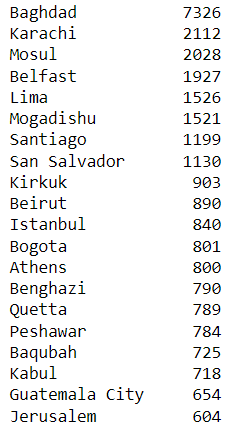 Baghdad 7326
Karachi 2112
Mosul 2028
Belfast 1927
Lima 1526
Mogadishu 1521
Santiago 1199
San Salvador 1130
Kirkuk 903
Beirut 890
Istanbul 840
Bogota 801
Athens 800
Benghazi 790
Quetta 789
Peshawar 784
Baqubah 725
Kabul 718
Guatemala City 654
Jerusalem 604